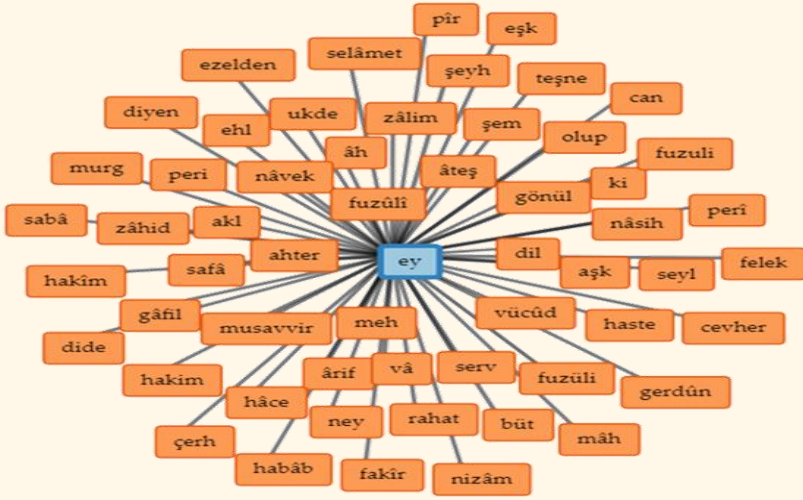 pîr
eşk
selâmet
ezelden
şeyh
teşne
can
diyen
ukde
zâlim
ehl
şem
olup
âh
fuzuli
murg
peri
nâvek
âteş
ki
gönül
fuzûlî
perî
sabâ
zâhid
akl
nâsih
ahter
ey
dil
felek
safâ
aşk
seyl
hakîm
gâfil
musavvir
meh
vücûd
haste
cevher
dide
hakim
ârif
vâ
serv
fuzüli
gerdûn
hâce
ney
rahat
büt
mâh
çerh
habâb
fakîr
nizâm